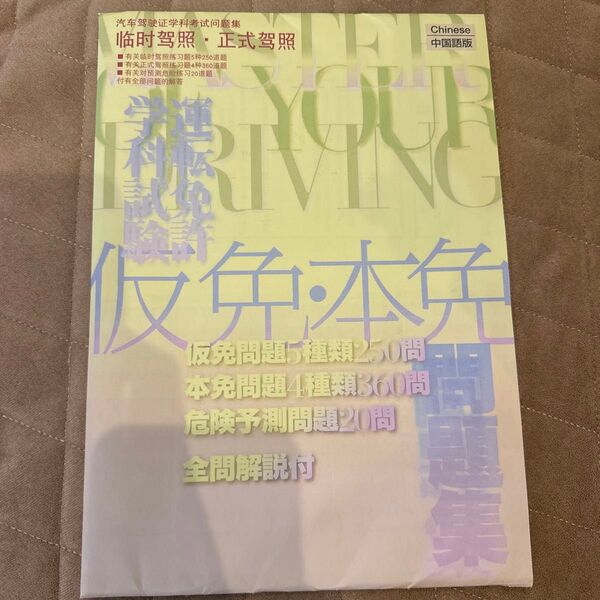 汽车驾驶证学科考试问题集
临时驾照・正式驾照
■有关临时驾照练习题5种250道题
■有关正式驾照练习题4种360道题
■有关对预测危险练习20道题
付有全部问题的解答
Chinese
中国語版
MASTER
YOUR
DRIVING
運転免許
学科試験
仮免・本免
問題集
仮免問題5種類250問
本免問題4種類360問
危険予測問題20問
全問解説付